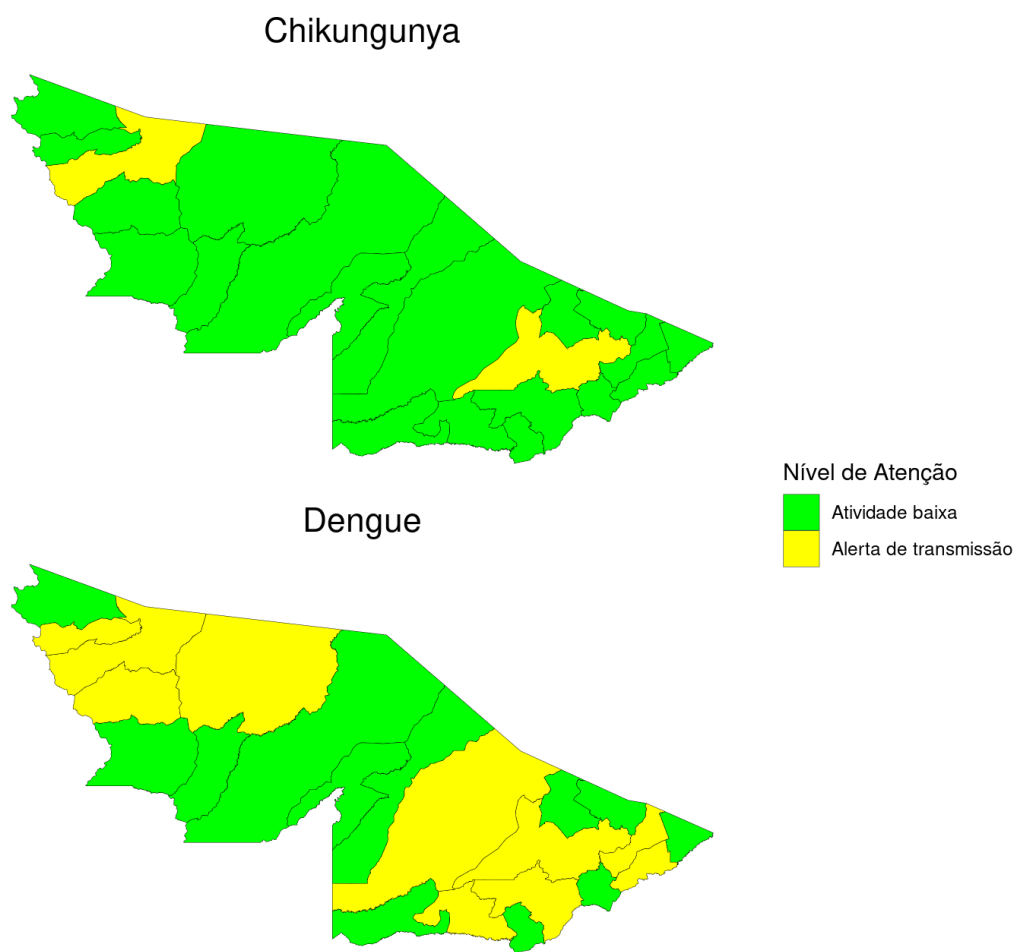 Chikungunya
Nível de Atenção
Atividade baixa
Alerta de transmissão
Dengue